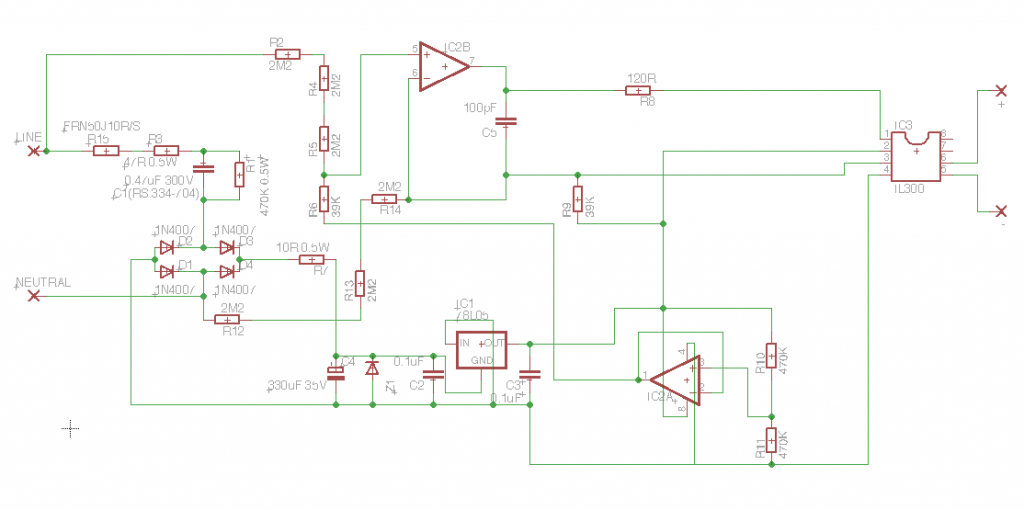 R2
2M2
R4
2M2
5
6
7
IC2B
LINE
FRN50J10R/S
R15
R3
4/R 0.5W
0.4/uF 300V
C1(RS.334-/04)
R1
470K 0.5W
R5
2M2
R6
39K
2M2
R14
100pF
C5
120R
R8
R9
39K
IC3
1
2
3
4
8
7
6
5
IL300
+
-
1N400/
D2
1N400/
D3
D1
D4
1N400/
1N400/
NEUTRAL
10R 0.5W
R/
2M2
R12
R13
2M2
IC1
/8L05
IN
OUT
GND
C4
330uF 35V
Z1
0.1uF
C2
C3
0.1uF
4
3
2
1
8
IC2A
R10
470K
R11
470K